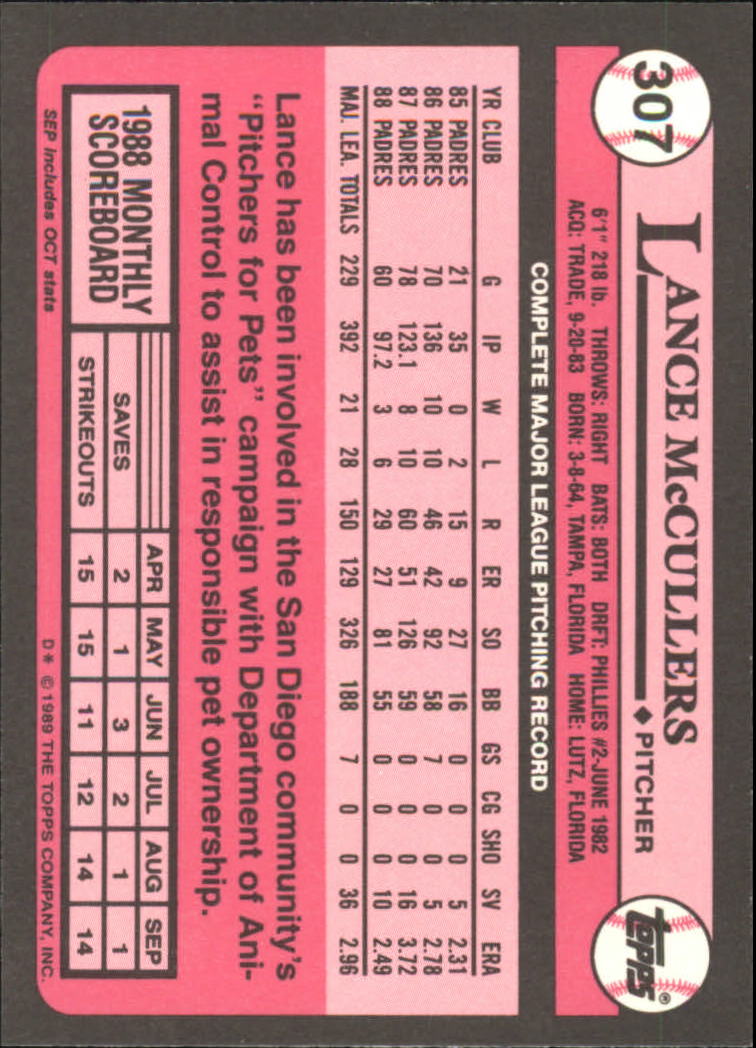 307
LANCE McCULLERS
◆ PITCHER
TOPPS®
6'1" 218 lb. THROWS: RIGHT BATS: BOTH DRFT: PHILLIES #2-JUNE 1982
ACQ: TRADE, 9-20-83 BORN: 3-8-64, TAMPA, FLORIDA HOME: LUTZ, FLORIDA
COMPLETE MAJOR LEAGUE PITCHING RECORD
YR CLUB G IP W L R ER SO BB GS CG SHO SV ERA
85 PADRES 21 35 0 2 15 9 27 16 0 0 0 5 2.31
86 PADRES 70 136 10 10 46 42 92 58 7 0 0 5 2.78
87 PADRES 78 123.1 8 10 60 51 126 59 0 0 0 16 3.72
88 PADRES 60 97.2 3 6 29 27 81 55 0 0 0 10 2.49
MAJ. LEA. TOTALS 229 392 21 28 150 129 326 188 7 0 0 36 2.96
Lance has been involved in the San Diego community's
"Pitchers for Pets" campaign with Department of Ani-
mal Control to assist in responsible pet ownership.
1988 MONTHLY
SCOREBOARD
APR MAY JUN JUL AUG SEP
SAVES 2 1 3 2 1 1
STRIKEOUTS 15 15 11 12 14 14
SEP includes OCT stats
D* ©1989 THE TOPPS COMPANY, INC.